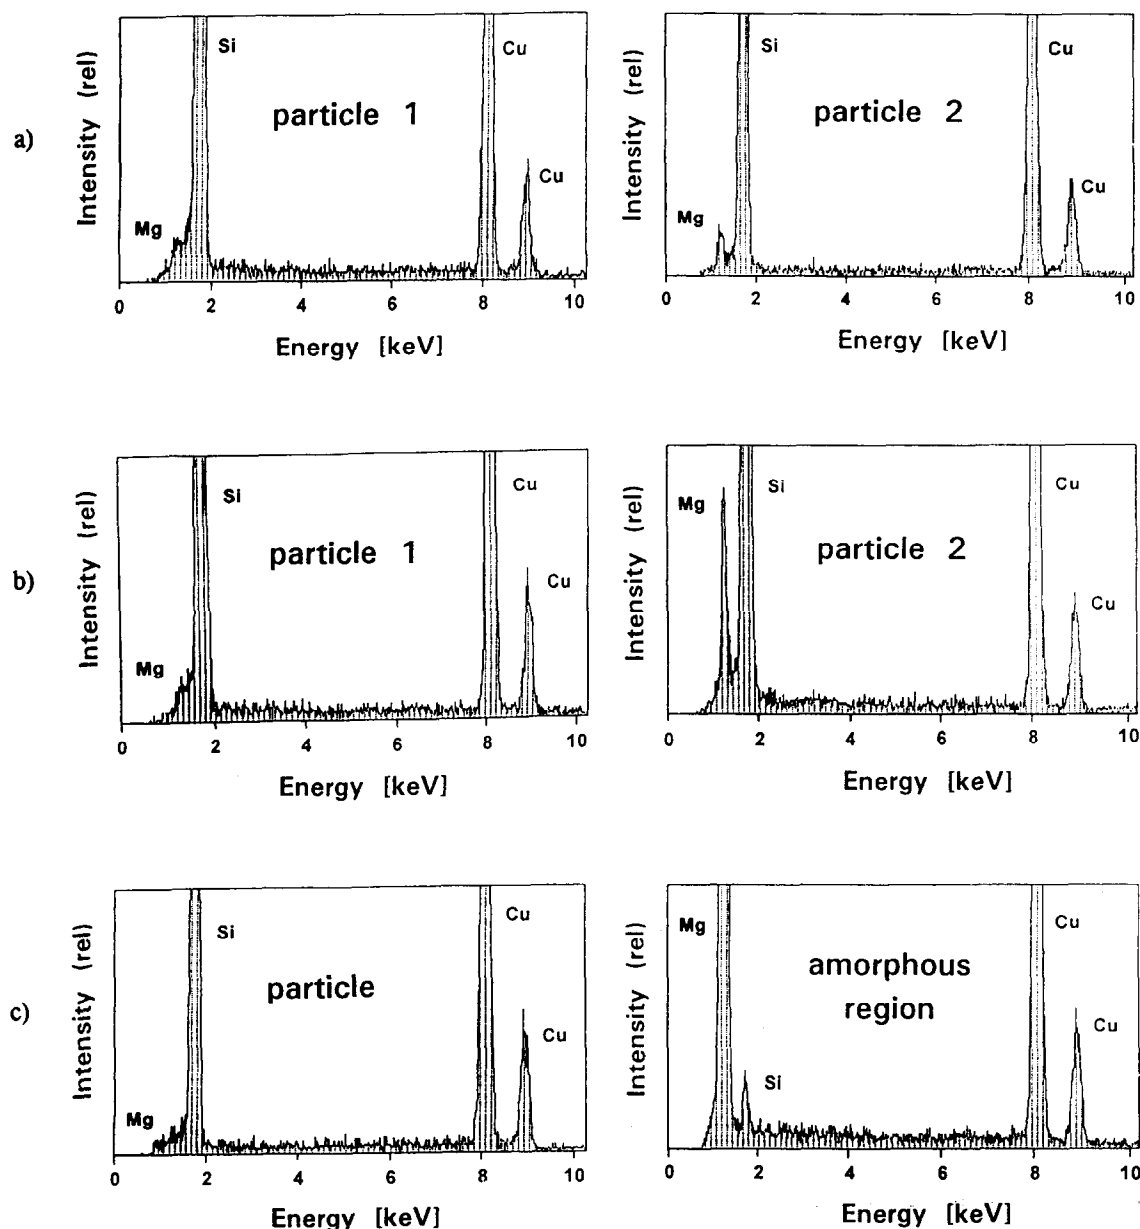 a)
Intensity (rel)
Si
Cu
particle 1
Cu
Mg
0 2 4 6 8 10
Energy [keV]
Intensity (rel)
Si
Cu
particle 2
Cu
Mg
0 2 4 6 8 10
Energy [keV]
b)
Intensity (rel)
Si
Cu
particle 1
Cu
Mg
0 2 4 6 8 10
Energy [keV]
Intensity (rel)
Mg
Si
Cu
particle 2
Cu
0 2 4 6 8 10
Energy [keV]
c)
Intensity (rel)
Si
Cu
particle
Cu
Mg
0 2 4 6 8 10
Energy [keV]
Intensity (rel)
Mg
Cu
amorphous
region
Cu
Si
0 2 4 6 8 10
Energy [keV]